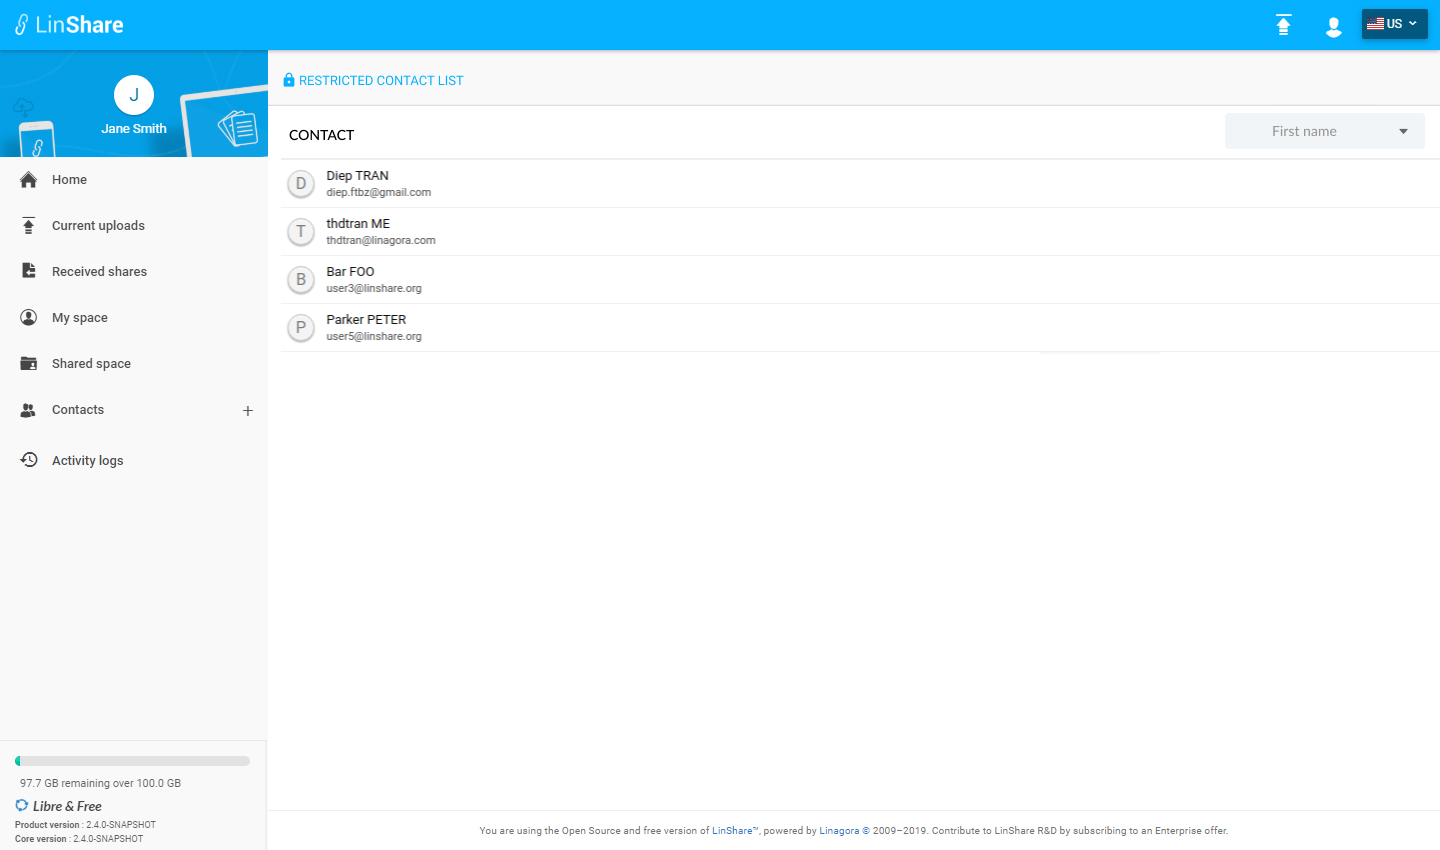 LinShare
US
J
Jane Smith
Home
Current uploads
Received shares
My space
Shared space
Contacts
+
Activity logs
97.7 GB remaining over 100.0 GB
Libre & Free
Product version : 2.4.0-SNAPSHOT
Core version : 2.4.0-SNAPSHOT
RESTRICTED CONTACT LIST
CONTACT
First name
D
Diep TRAN
diep.ftbz@gmail.com
T
thdtran ME
thdtran@linagora.com
B
Bar FOO
user3@linshare.org
P
Parker PETER
user5@linshare.org
You are using the Open Source and free version of LinShare™, powered by Linagora © 2009–2019. Contribute to LinShare R&D by subscribing to an Enterprise offer.